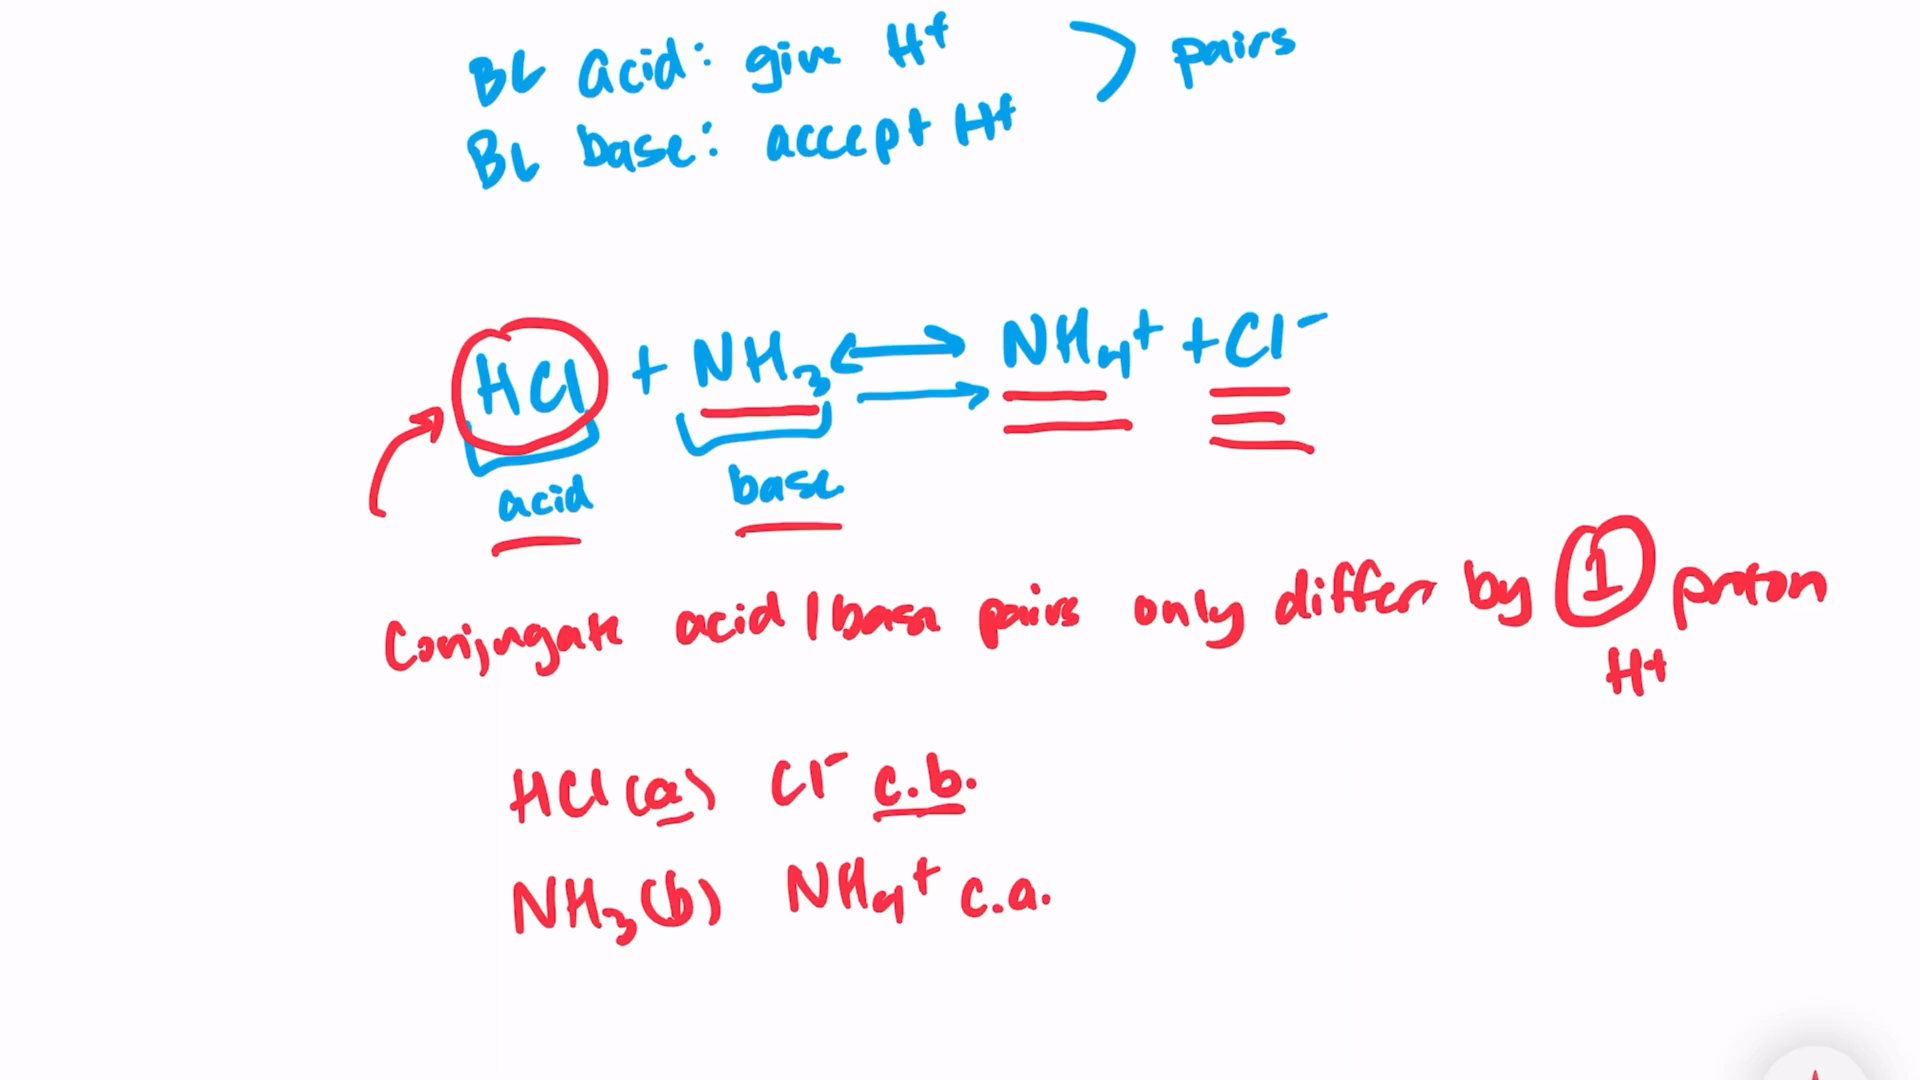 BL acid: give H+ > pairs
BL base: accept H+
HCl + NH₃ ⟷ → NH₄⁺ + Cl⁻
acid base
Conjugate acid/base pairs only differ by 1 proton
H+
HCl (a) Cl⁻ c.b.
NH₃ (b) NH₄⁺ c.a.